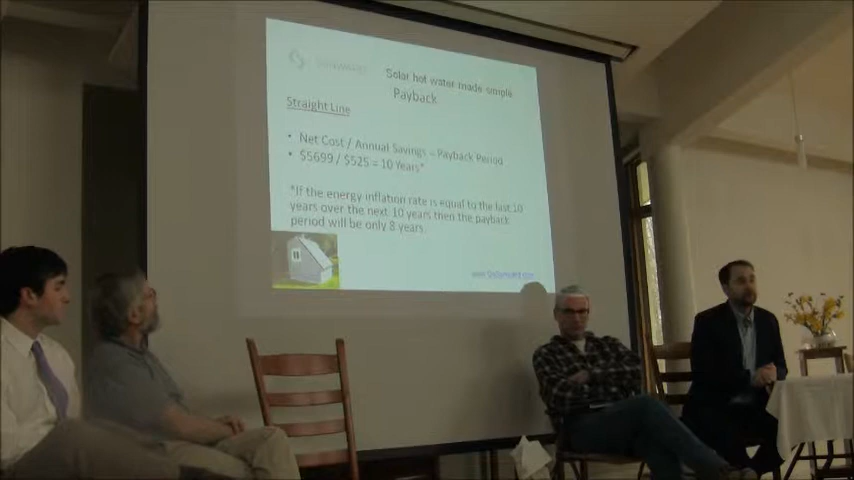 Solar hot water made simple
Payback
Straight Line
• Net Cost / Annual Savings = Payback Period
• $5699 / $525 = 10 Years*
*If the energy inflation rate is equal to the last 10
years over the next 10 years then the payback
period will be only 8 years.